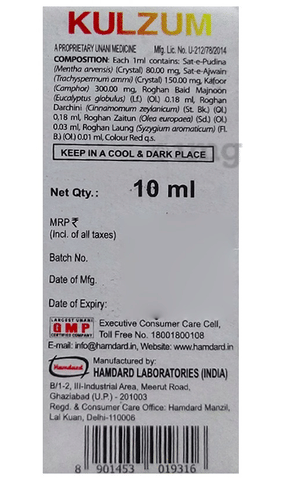 KULZUM
A PROPRIETARY UNANI MEDICINE Mfg. Lic. No. U-212/78/2014
COMPOSITION: Each 1ml contains: Sat-e-Pudina
(Mentha arvensis) (Crystal) 80.00 mg, Sat-e-Ajwain
(Trachyspermum ammi) (Crystal) 150.00 mg, Kafoor
(Camphor) 300.00 mg, Roghan Baid Majnoon
(Eucalyptus globulus) (Lf.) (OL) 0.18 ml, Roghan
Darchini (Cinnamomum zeylanicum) (St. Bk.) (QL)
0.18 ml, Roghan Zaitun (Olea europaea) (Sd.) (OL)
0.03 ml, Roghan Laung (Syzygium aromaticum) (Fl.
B.) (OL) 0.01 ml, Colour Red q.s.
KEEP IN A COOL & DARK PLACE
Net Qty.: 10 ml
MRP ₹
(Incl. of all taxes)
Batch No.
Date of Mfg.
Date of Expiry:
LARGEST UNANI
GMP
CERTIFIED COMPANY
Executive Consumer Care Cell,
Toll Free No. 18001800108
E-mail: info@hamdard.in, Website: www.hamdard.in
Hamdard
Manufactured by:
HAMDARD LABORATORIES (INDIA)
B/1-2, III-Industrial Area, Meerut Road,
Ghaziabad (U.P.) - 201003
Regd. & Consumer Care Office: Hamdard Manzil,
Lal Kuan, Delhi-110006
8 901453 019316